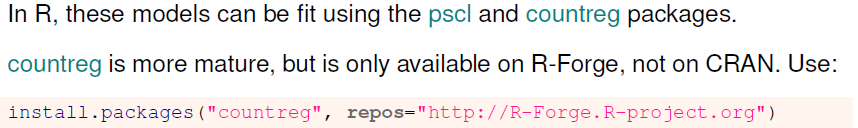 In R, these models can be fit using the pscl and countreg packages.
countreg is more mature, but is only available on R-Forge, not on CRAN. Use:
install.packages("countreg", repos="http://R-Forge.R-project.org")